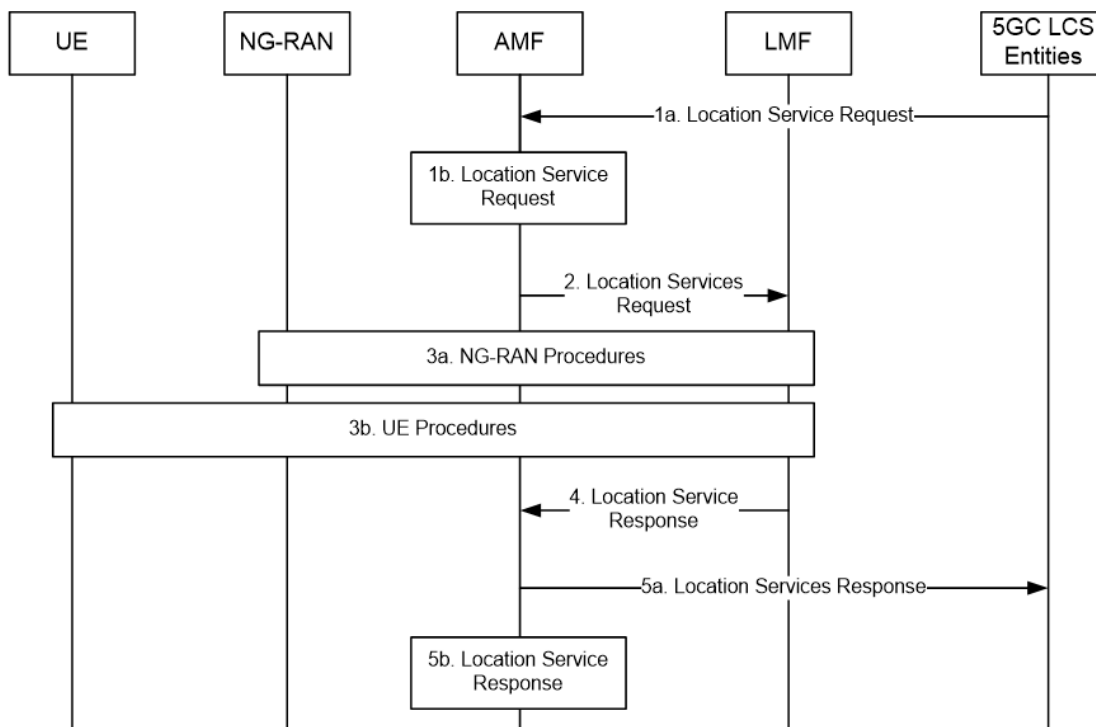 UE
NG-RAN
AMF
LMF
5GC LCS
Entities
1a. Location Service Request
1b. Location Service
Request
2. Location Services
Request
3a. NG-RAN Procedures
3b. UE Procedures
4. Location Service
Response
5a. Location Services Response
5b. Location Service
Response